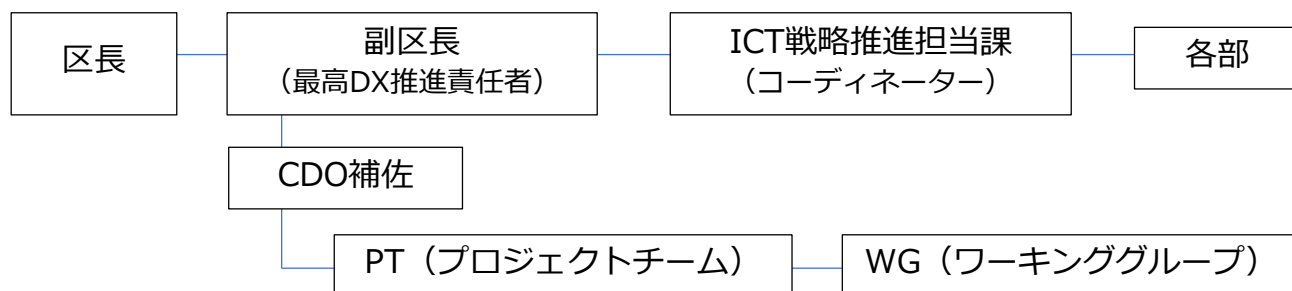 区長
副区長
（最高DX推進責任者）
ICT戦略推進担当課
（コーディネーター）
各部
CDO補佐
PT（プロジェクトチーム）
WG（ワーキンググループ）